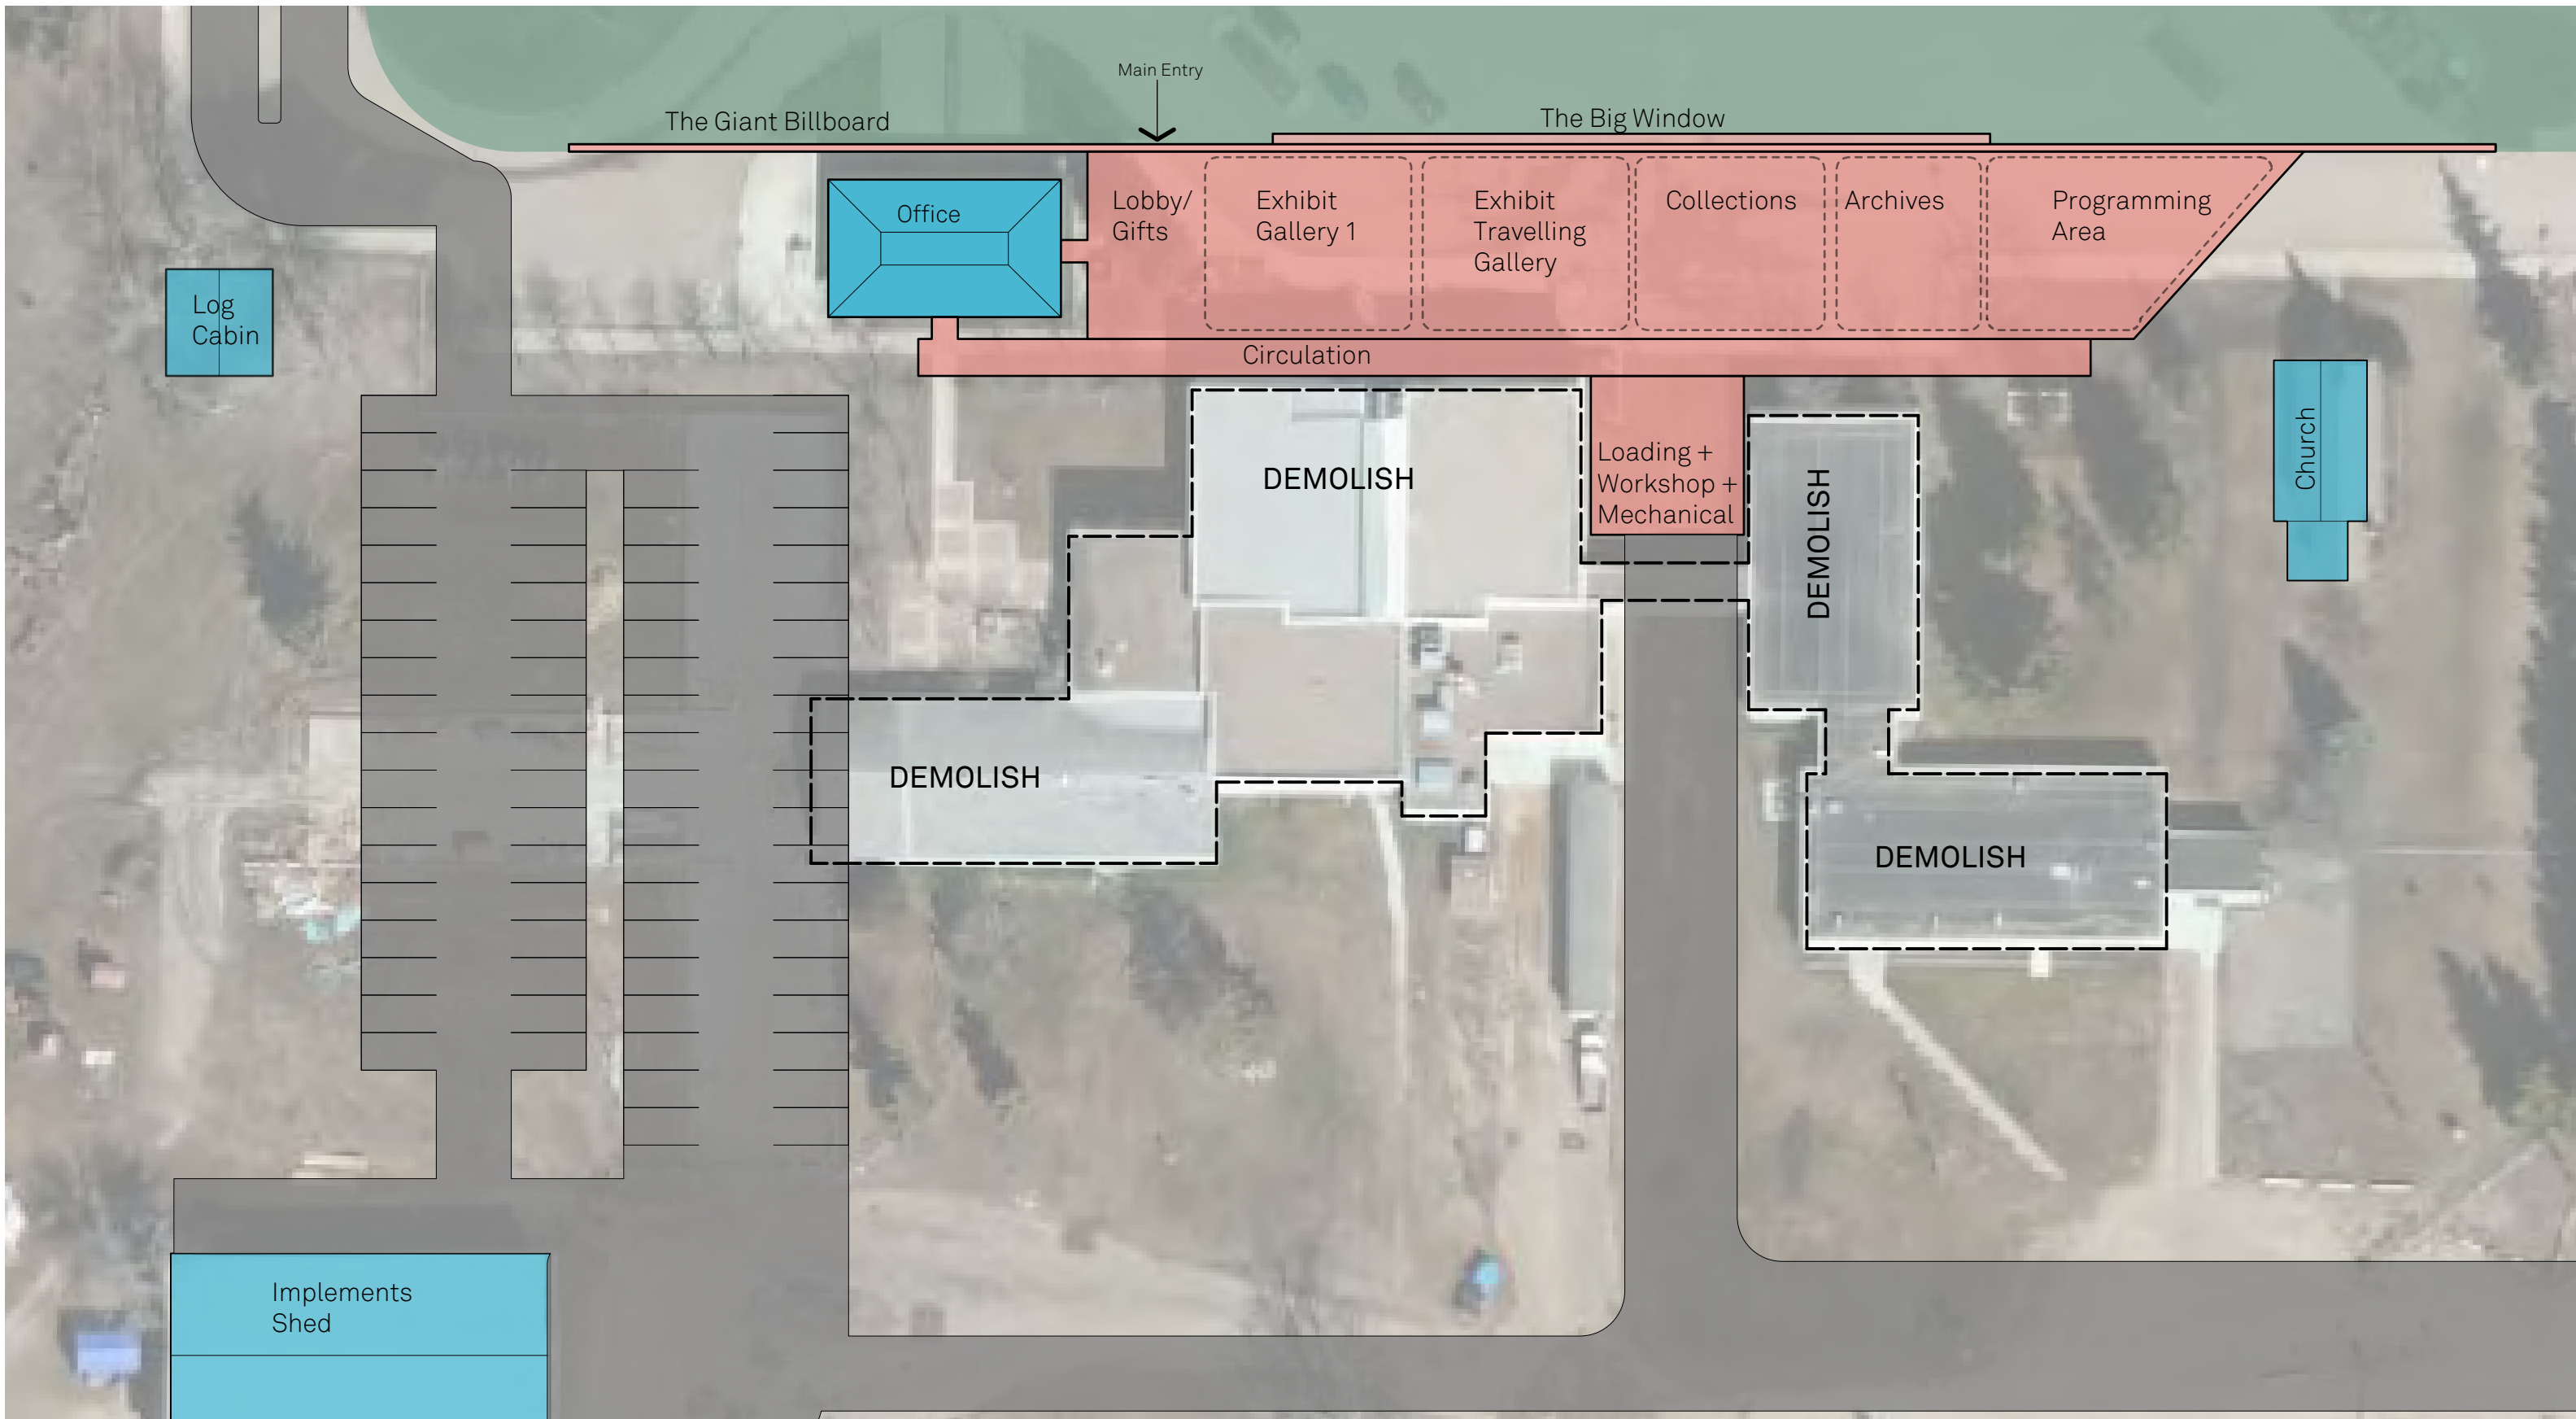 Main Entry
The Giant Billboard
The Big Window
Office
Lobby/
Gifts
Exhibit
Gallery 1
Exhibit
Travelling
Gallery
Collections
Archives
Programming
Area
Log
Cabin
Circulation
Church
Loading +
Workshop +
Mechanical
DEMOLISH
DEMOLISH
DEMOLISH
DEMOLISH
Implements
Shed